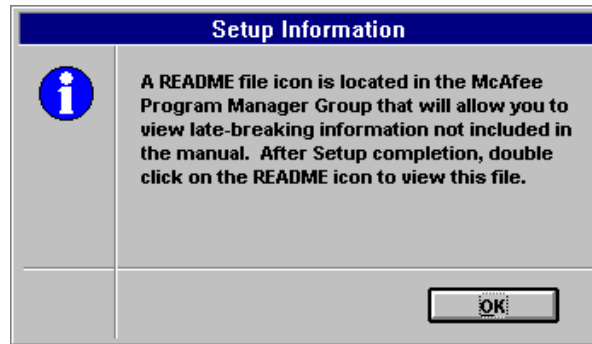 Setup Information
A README file icon is located in the McAfee
Program Manager Group that will allow you to
view late-breaking information not included in
the manual.  After Setup completion, double
click on the README icon to view this file.
OK